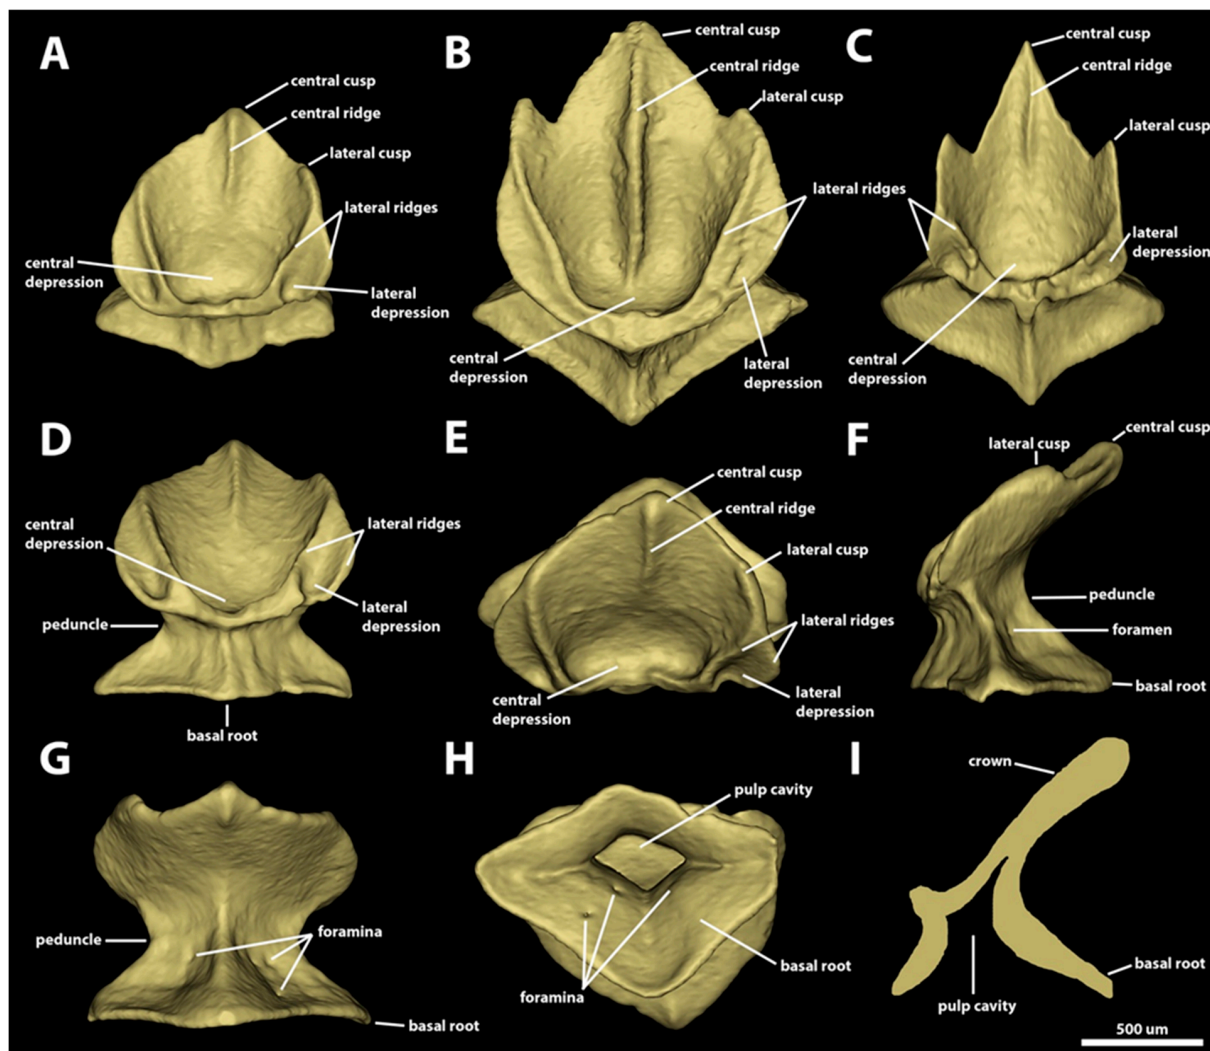 A
central cusp
central ridge
lateral cusp
lateral ridges
central
depression
lateral
depression
B
central cusp
central ridge
lateral cusp
lateral ridges
central
depression
lateral
depression
C
central cusp
central ridge
lateral cusp
lateral
depression
central
depression
D
central
depression
lateral ridges
lateral
depression
peduncle
basal root
E
central cusp
central ridge
lateral cusp
lateral ridges
central
depression
lateral
depression
F
lateral cusp
central cusp
peduncle
foramen
basal root
G
peduncle
foramina
basal root
H
pulp cavity
basal root
foramina
I
crown
basal root
pulp cavity
500 um